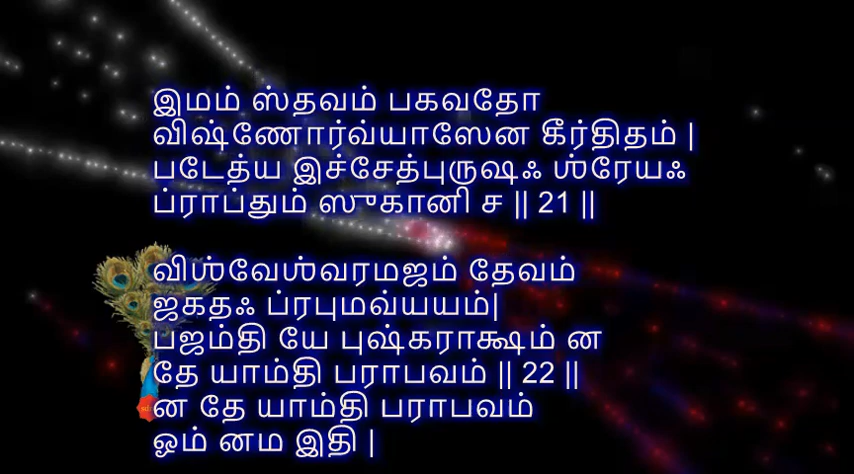 இமம் ஸ்தவம் பகவதோ
விஷ்ணோர்வ்யாஸேன கீர்திதம் |
படேத்ய இச்சேத்புருஷஃ ஶ்ரேயஃ
ப்ராப்தும் ஸுகானி ச || 21 ||
விஶ்வேஶ்வரமஜம் தேவம்
ஜகதஃ ப்ரபுமவ்யயம்|
பஜம்தி யே புஷ்கராக்ஷம் ன
தே யாம்தி பராபவம் || 22 ||
ன தே யாம்தி பராபவம்
ஓம் னம இதி |